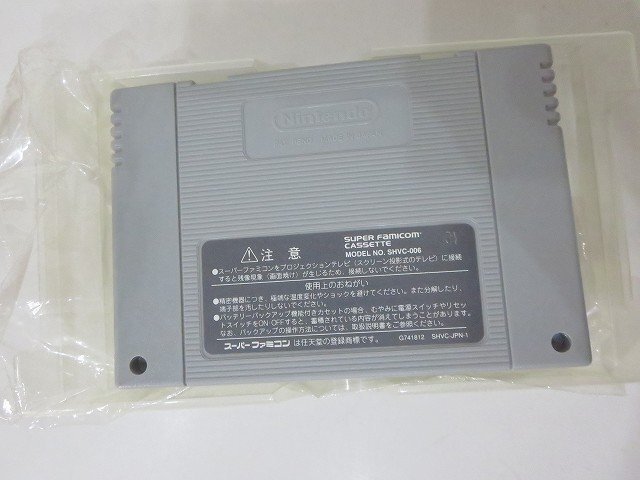 Nintendo
PAT. PEND. MADE IN JAPAN
⚠注意
SUPER FAMICOM™
CASSETTE
MODEL NO. SHVC-006
●スーパーファミコンをプロジェクションテレビ(スクリーン投影式のテレビ)に接続
すると残像現象(画面焼け)が生じるため、接続しないでください。
使用上のおねがい
●精密機器につき、極端な温度変化やショックを避けてください。また分解したり、
端子部を汚したりしないでください。
●バッテリーバックアップ機能付きカセットの場合、むやみに電源スイッチやリセッ
トスイッチをON・OFFすると、蓄積されている内容が消えてしまうことがあります。
なお、バックアップの操作方法については、取扱説明書をご参照ください。
スーパーファミコン は任天堂の登録商標です。
G741812 SHVC-JPN-1